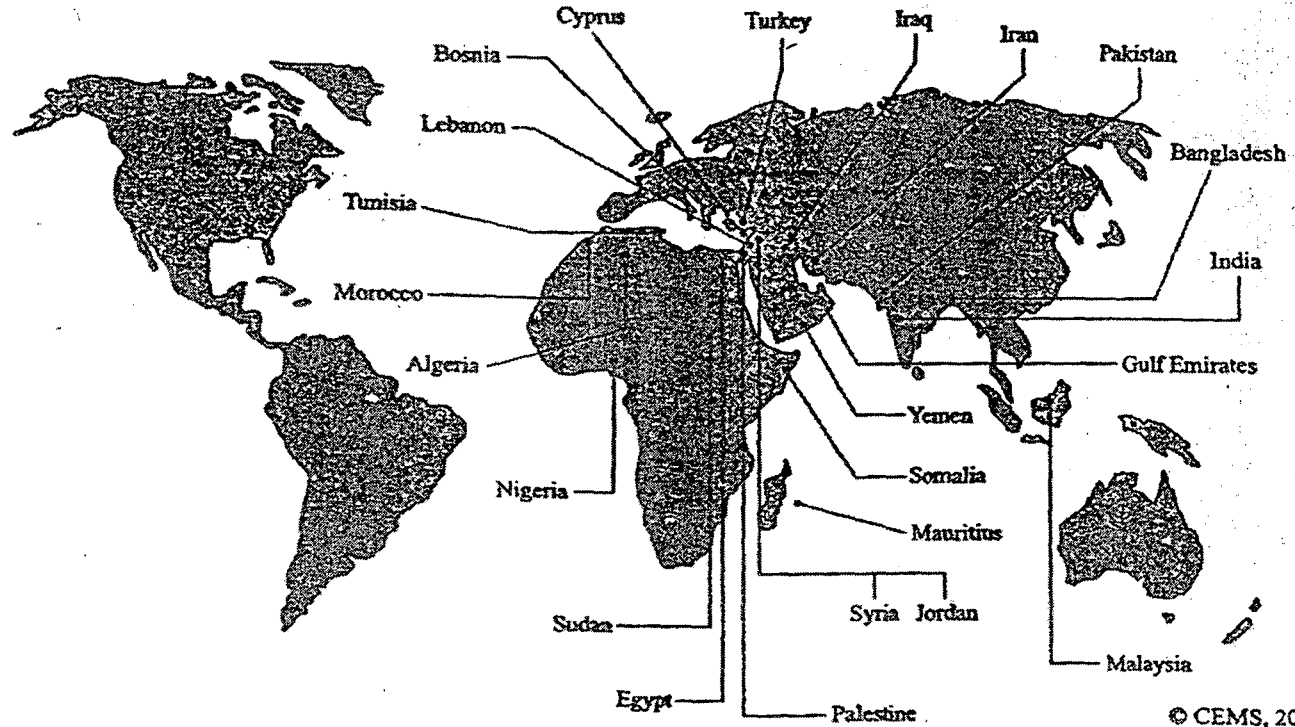 Cyprus
Turkey
Iraq
Iran
Pakistan
Bosnia
Lebanon
Bangladesh
Tunisia
India
Morocco
Algeria
Gulf Emirates
Yemen
Somalia
Nigeria
Mauritius
Syria Jordan
Sudan
Malaysia
Egypt
Palestine
© CEMS, 20